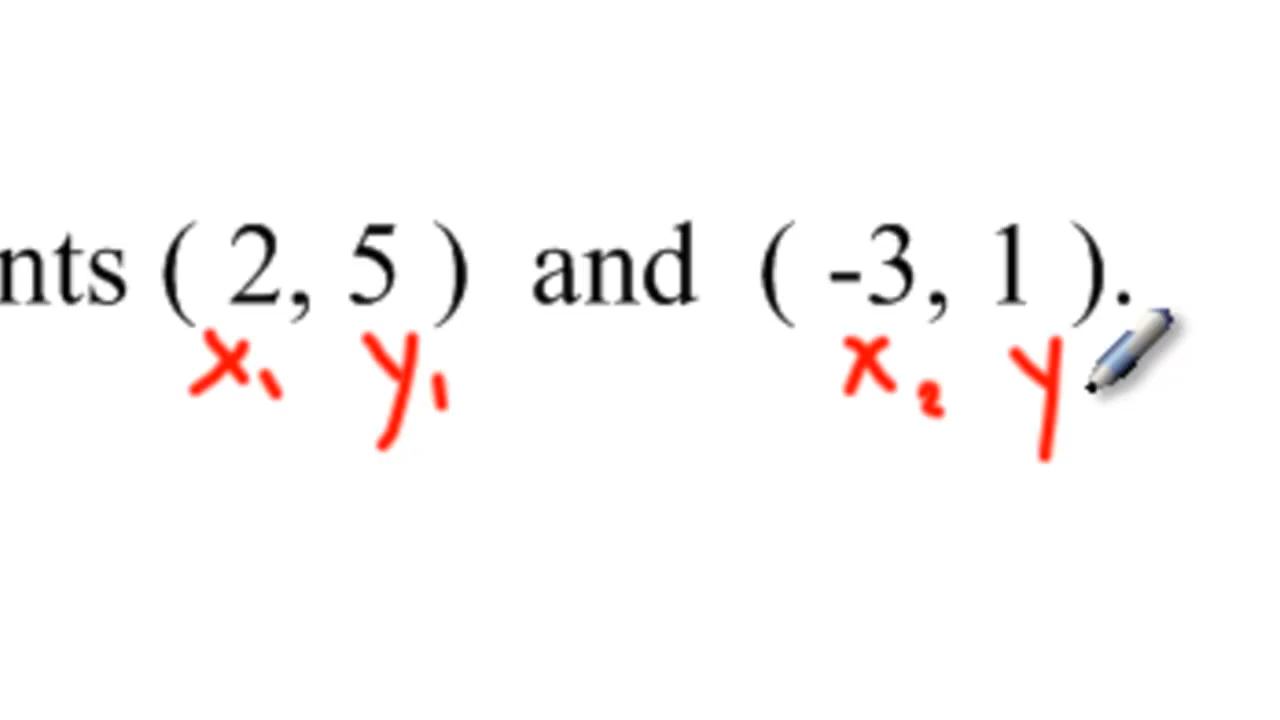 nts ( 2, 5 ) and ( -3, 1 ).
x₁ y₁ x₂ y